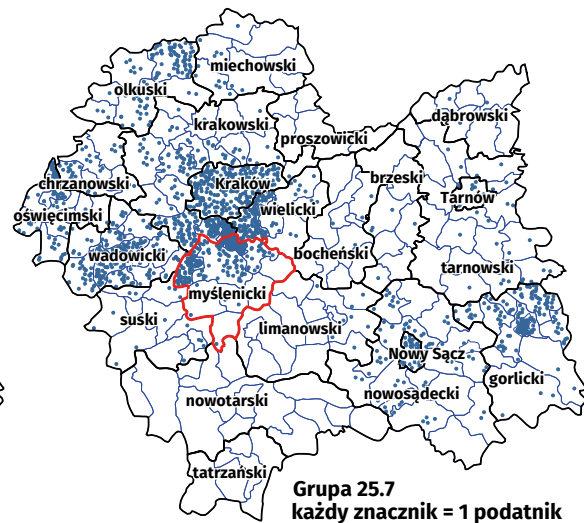 miechowski
olkuski
dąbrowski
krakowski
proszowicki
brzeski
chrzanowski
Kraków
Tarnów
oświęcimski
wielicki
wadowicki
bocheński
tarnowski
myślenicki
suski
limanowski
Nowy Sącz
gorlicki
nowosądecki
nowotarski
tatrzański
Grupa 25.7
każdy znacznik = 1 podatnik